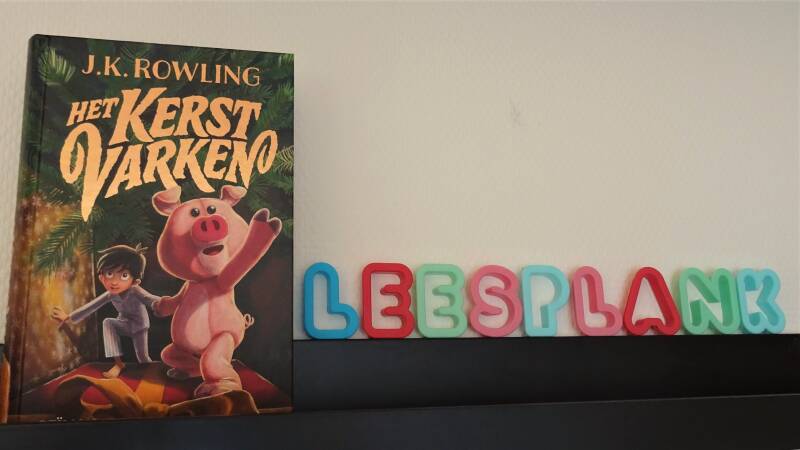 J.K. ROWLING
HET KERST
VARKEN
LEESPLANK